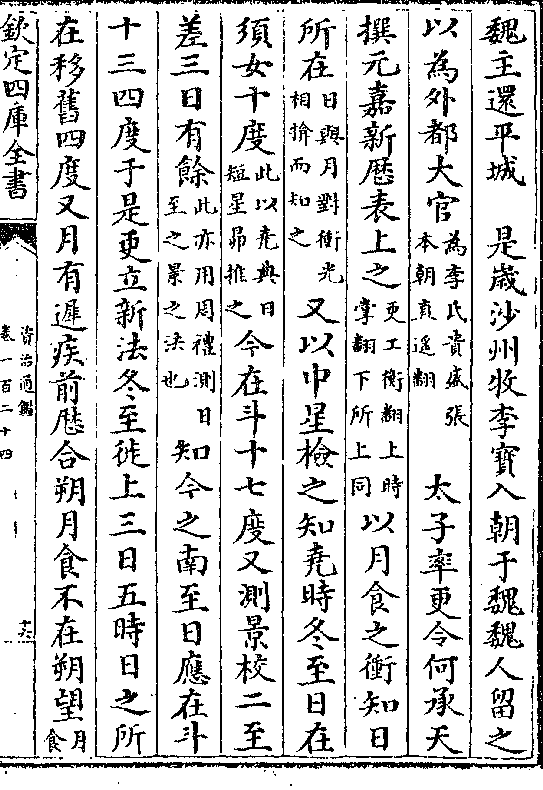 魏主還平城　是歳沙州牧李寶入朝于魏魏人留之
以為外都大官為李氏貴盛張本朝直遥翻　太子率更令何承天
撰元嘉新厯表上之更工衡翻上時掌翻下所上同以月食之衝知日
所在日與月對衝光相揜而知之又以中星檢之知堯時冬至日在
須女十度此以堯典日短星昴推之今在斗十七度又測景校二至
差三日有餘此亦用周禮測日至之景之法也知今之南至日應在斗
十三四度于是更立新法冬至徙上三日五時日之所
在移舊四度又月有遲疾前厯合朔月食不在朔望月食
欽定四庫全書
資治通鑑
卷一百二十四
十六